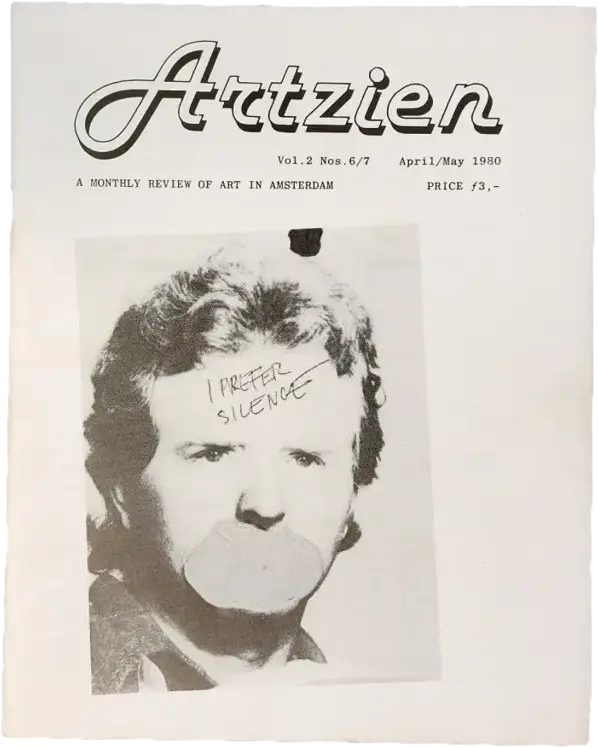 Artzien
Vol.2 Nos.6/7 April/May 1980
A MONTHLY REVIEW OF ART IN AMSTERDAM PRICE ƒ3,-
I PREFER
SILENCE